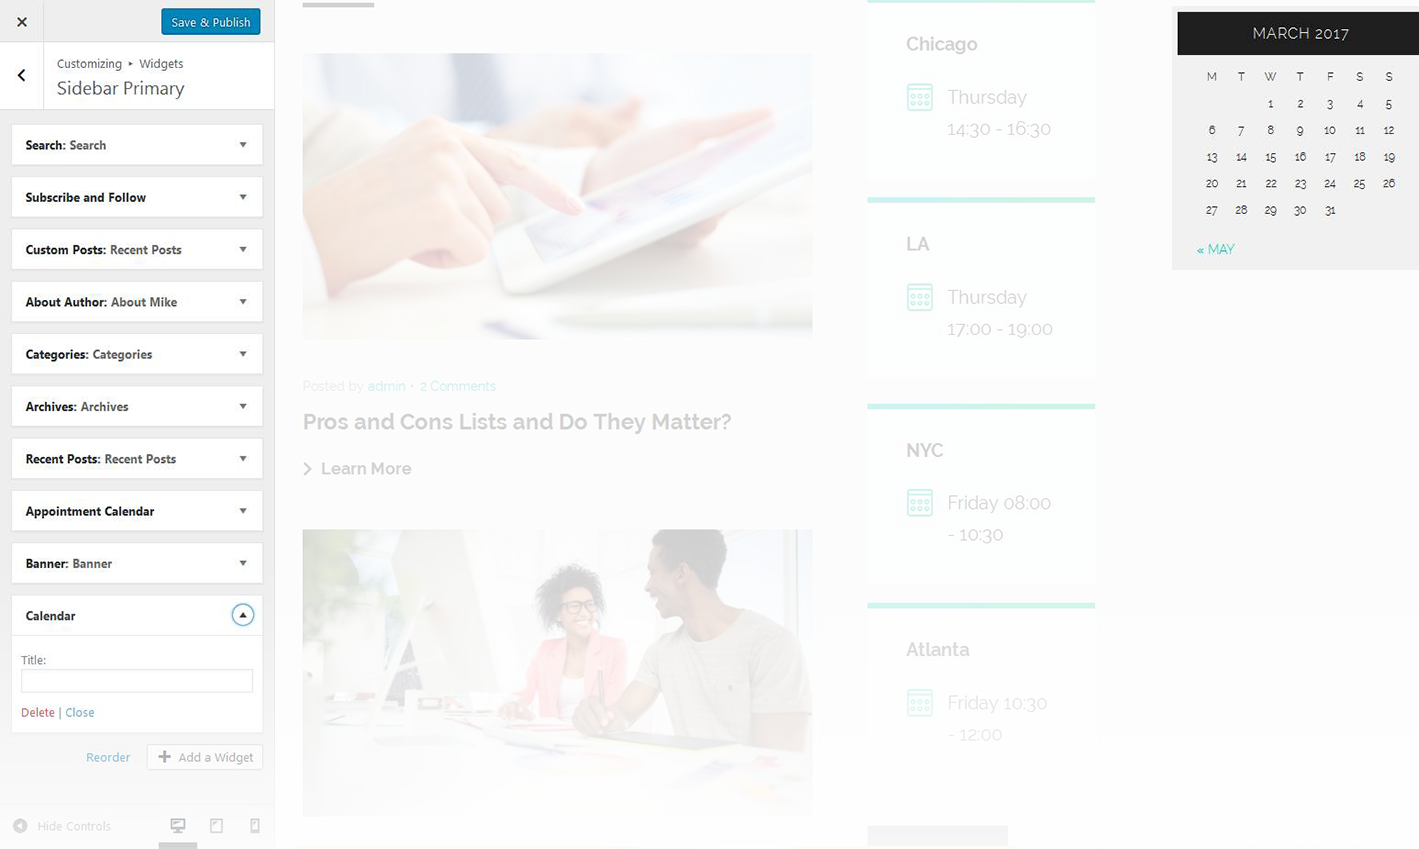 Save & Publish
Customizing ▸ Widgets
Sidebar Primary
Search: Search
Subscribe and Follow
Custom Posts: Recent Posts
About Author: About Mike
Categories: Categories
Archives: Archives
Recent Posts: Recent Posts
Appointment Calendar
Banner: Banner
Calendar
Title:
Delete | Close
Reorder
Add a Widget
Hide Controls
Posted by admin • 2 Comments
Pros and Cons Lists and Do They Matter?
Learn More
Chicago
Thursday
14:30 - 16:30
LA
Thursday
17:00 - 19:00
NYC
Friday 08:00
- 10:30
Atlanta
Friday 10:30
- 12:00
MARCH 2017
M T W T F S S
1 2 3 4 5
6 7 8 9 10 11 12
13 14 15 16 17 18 19
20 21 22 23 24 25 26
27 28 29 30 31
« MAY